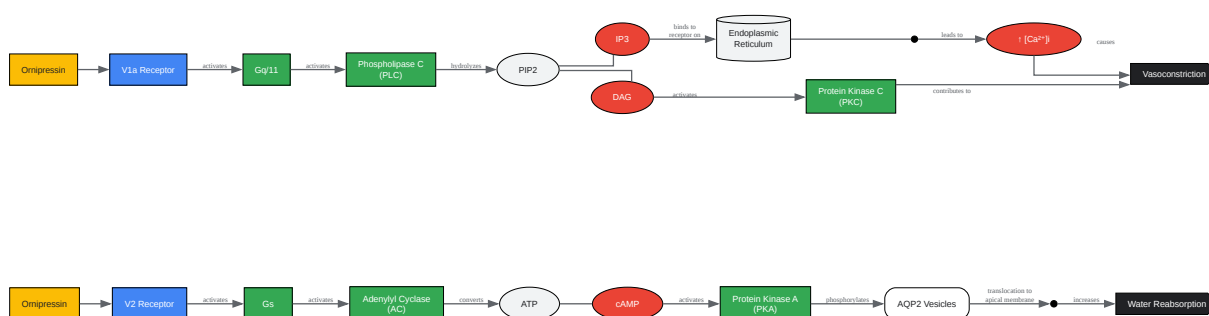 Ornipressin
V1a Receptor
activates
Gq/11
activates
Phospholipase C
(PLC)
hydrolyzes
PIP2
IP3
binds to
receptor on
Endoplasmic
Reticulum
leads to
↑ [Ca²⁺]i
causes
Vasoconstriction
DAG
activates
Protein Kinase C
(PKC)
contributes to
Ornipressin
V2 Receptor
activates
Gs
activates
Adenylyl Cyclase
(AC)
converts
ATP
cAMP
activates
Protein Kinase A
(PKA)
phosphorylates
AQP2 Vesicles
translocation to
apical membrane
increases
Water Reabsorption